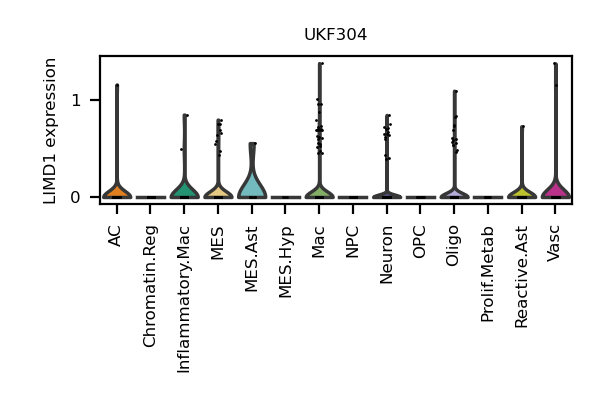 UKF304
LIMD1 expression
1
0
AC
Chromatin.Reg
Inflammatory.Mac
MES
MES.Ast
MES.Hyp
Mac
NPC
Neuron
OPC
Oligo
Prolif.Metab
Reactive.Ast
Vasc